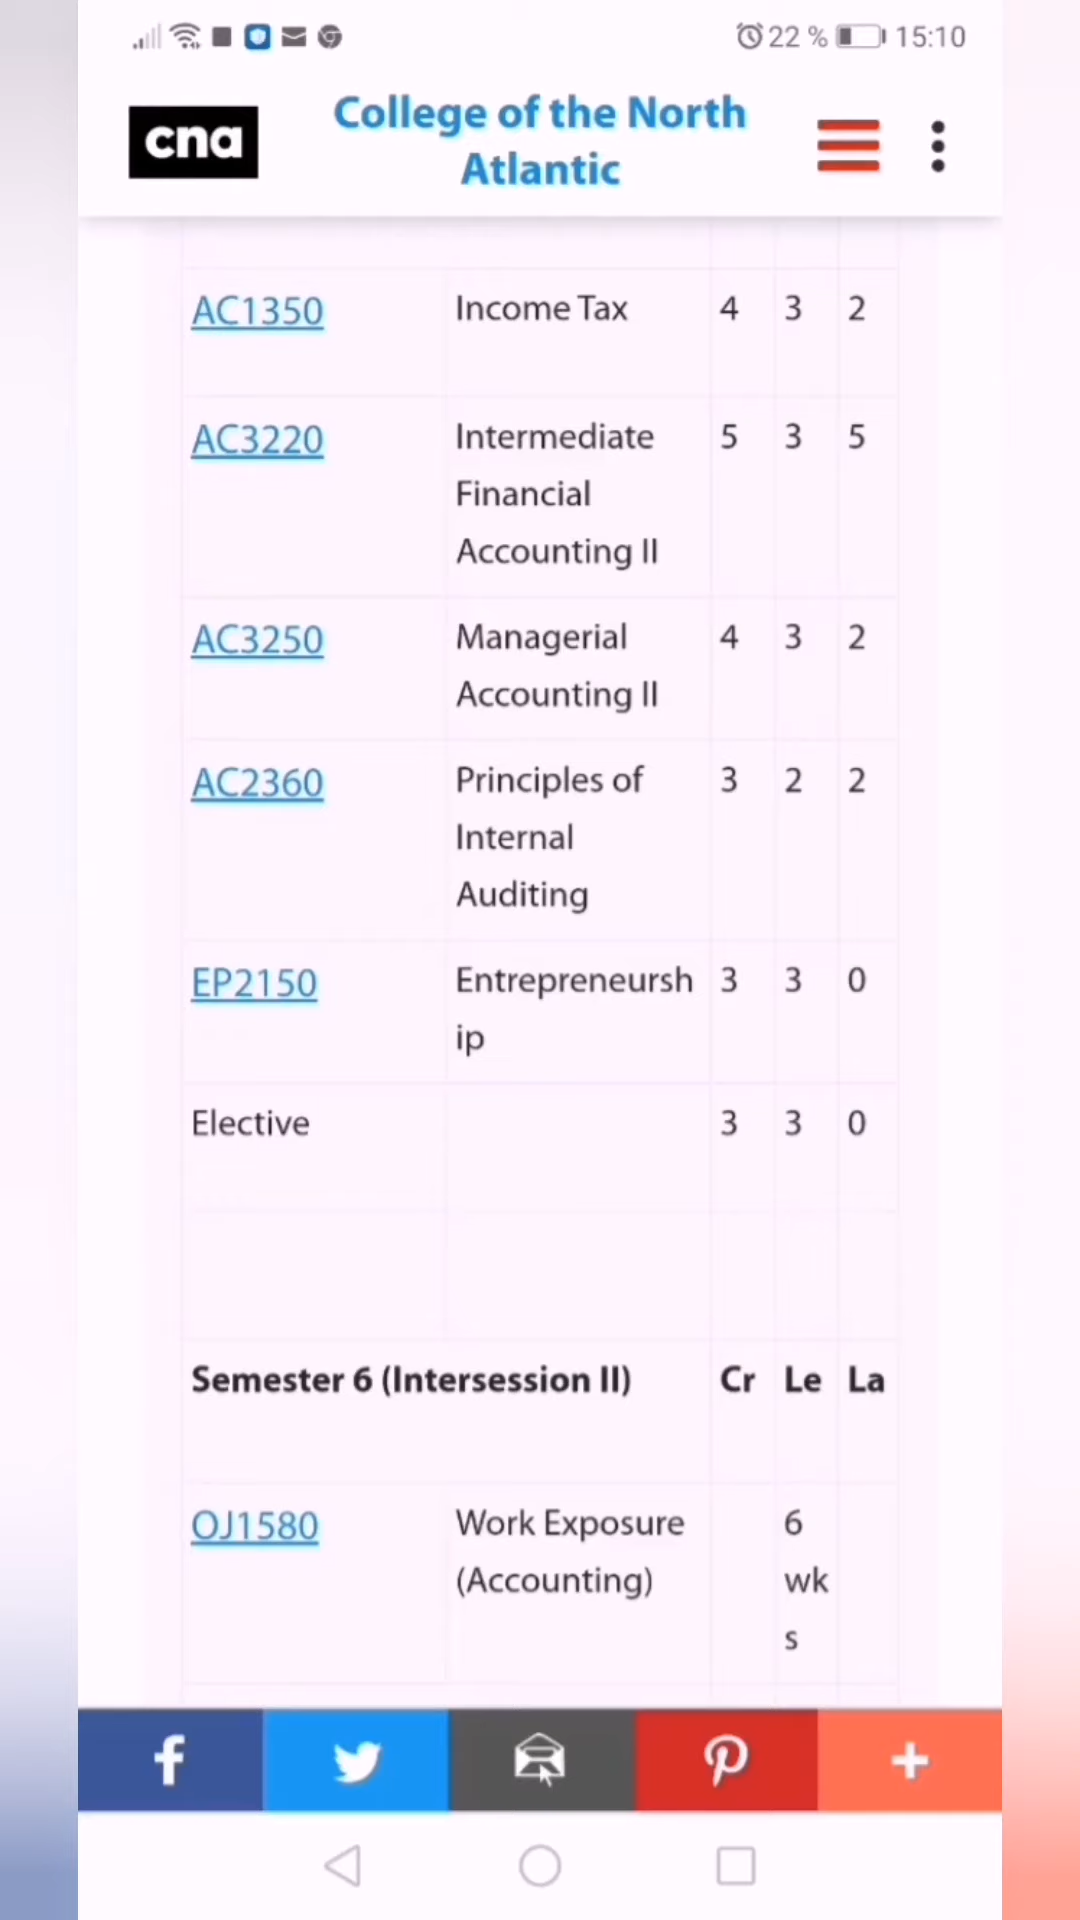 22 % 15:10
cna
College of the North
Atlantic
AC1350 Income Tax 4 3 2
AC3220 Intermediate 5 3 5
Financial
Accounting II
AC3250 Managerial 4 3 2
Accounting II
AC2360 Principles of 3 2 2
Internal
Auditing
EP2150 Entrepreneursh 3 3 0
ip
Elective 3 3 0
Semester 6 (Intersession II) Cr Le La
OJ1580 Work Exposure 6
(Accounting) wk
s